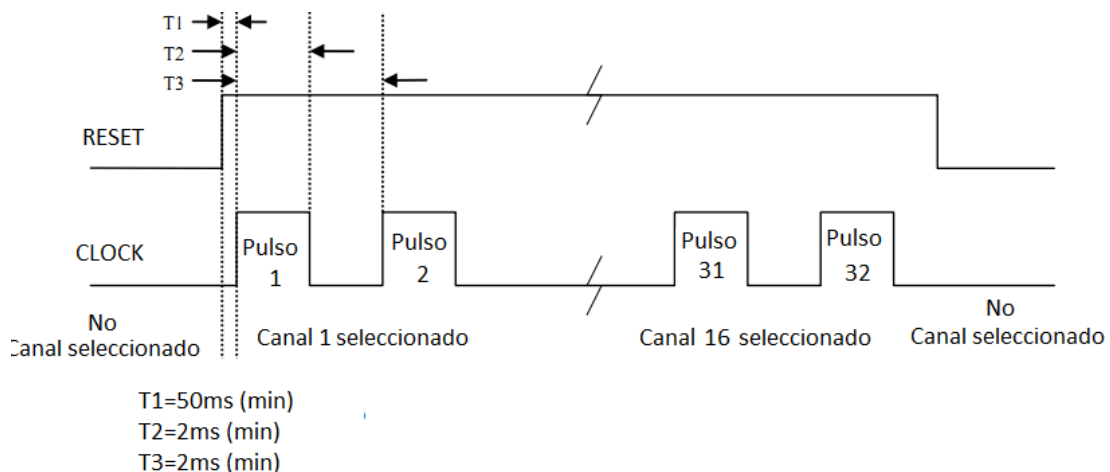 T1
T2
T3
RESET
CLOCK
Pulso
1
Pulso
2
Pulso
31
Pulso
32
No
Canal seleccionado
Canal 1 seleccionado
Canal 16 seleccionado
No
Canal seleccionado
T1=50ms (min)
T2=2ms (min)
T3=2ms (min)